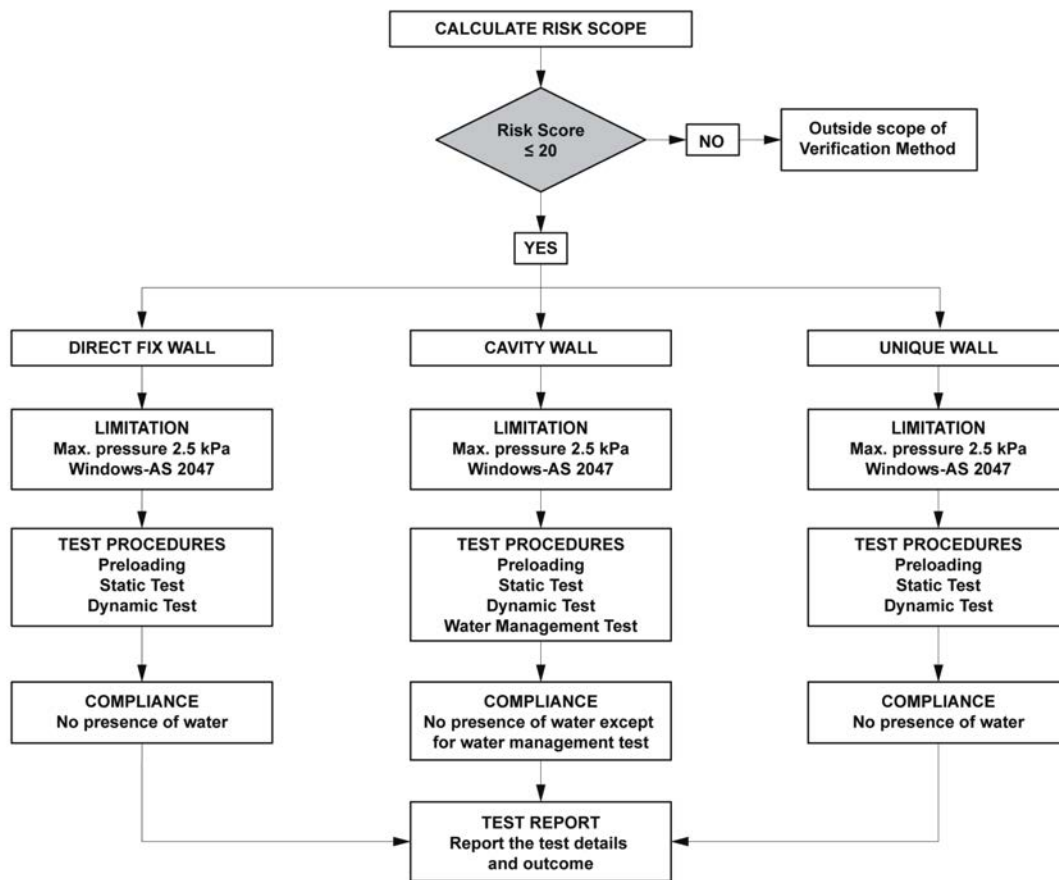 CALCULATE RISK SCOPE
Risk Score
≤ 20
NO
Outside scope of
Verification Method
YES
DIRECT FIX WALL
CAVITY WALL
UNIQUE WALL
LIMITATION
Max. pressure 2.5 kPa
Windows-AS 2047
LIMITATION
Max. pressure 2.5 kPa
Windows-AS 2047
LIMITATION
Max. pressure 2.5 kPa
Windows-AS 2047
TEST PROCEDURES
Preloading
Static Test
Dynamic Test
TEST PROCEDURES
Preloading
Static Test
Dynamic Test
Water Management Test
TEST PROCEDURES
Preloading
Static Test
Dynamic Test
COMPLIANCE
No presence of water
COMPLIANCE
No presence of water except
for water management test
COMPLIANCE
No presence of water
TEST REPORT
Report the test details
and outcome